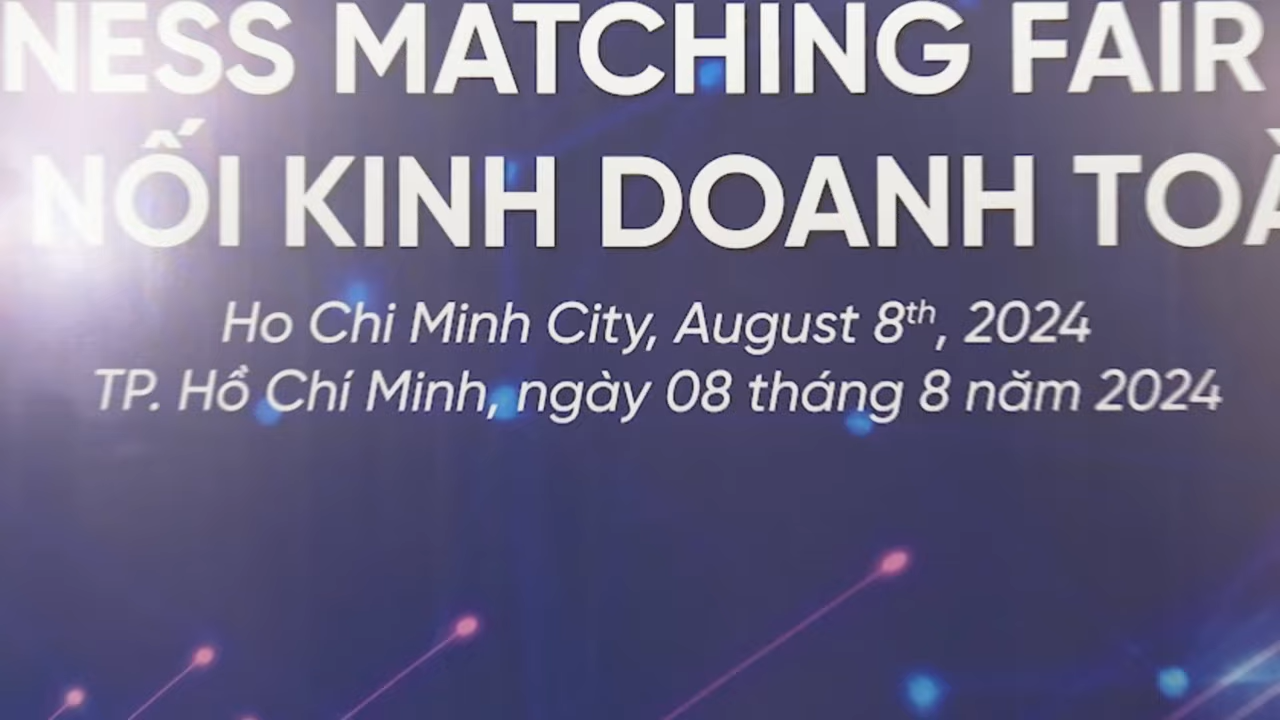 NESS MATCHING FAIR
NỐI KINH DOANH TOÀ
Ho Chi Minh City, August 8th, 2024
TP. Hồ Chí Minh, ngày 08 tháng 8 năm 2024